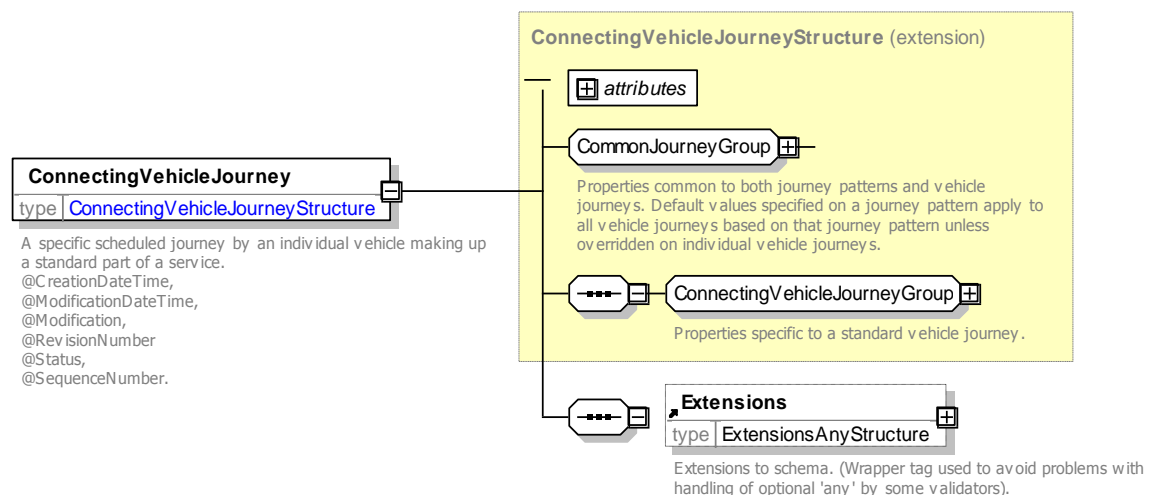 ConnectingVehicleJourneyStructure (extension)
attributes
CommonJourneyGroup
Properties common to both journey patterns and vehicle
journeys. Default values specified on a journey pattern apply to
all vehicle journeys based on that journey pattern unless
overridden on individual vehicle journeys.
ConnectingVehicleJourney
type ConnectingVehicleJourneyStructure
A specific scheduled journey by an individual vehicle making up
a standard part of a service.
@CreationDateTime,
@ModificationDateTime,
@Modification,
@RevisionNumber
@Status,
@SequenceNumber.
ConnectingVehicleJourneyGroup
Properties specific to a standard vehicle journey.
Extensions
type ExtensionsAnyStructure
Extensions to schema. (Wrapper tag used to avoid problems with
handling of optional 'any' by some validators).